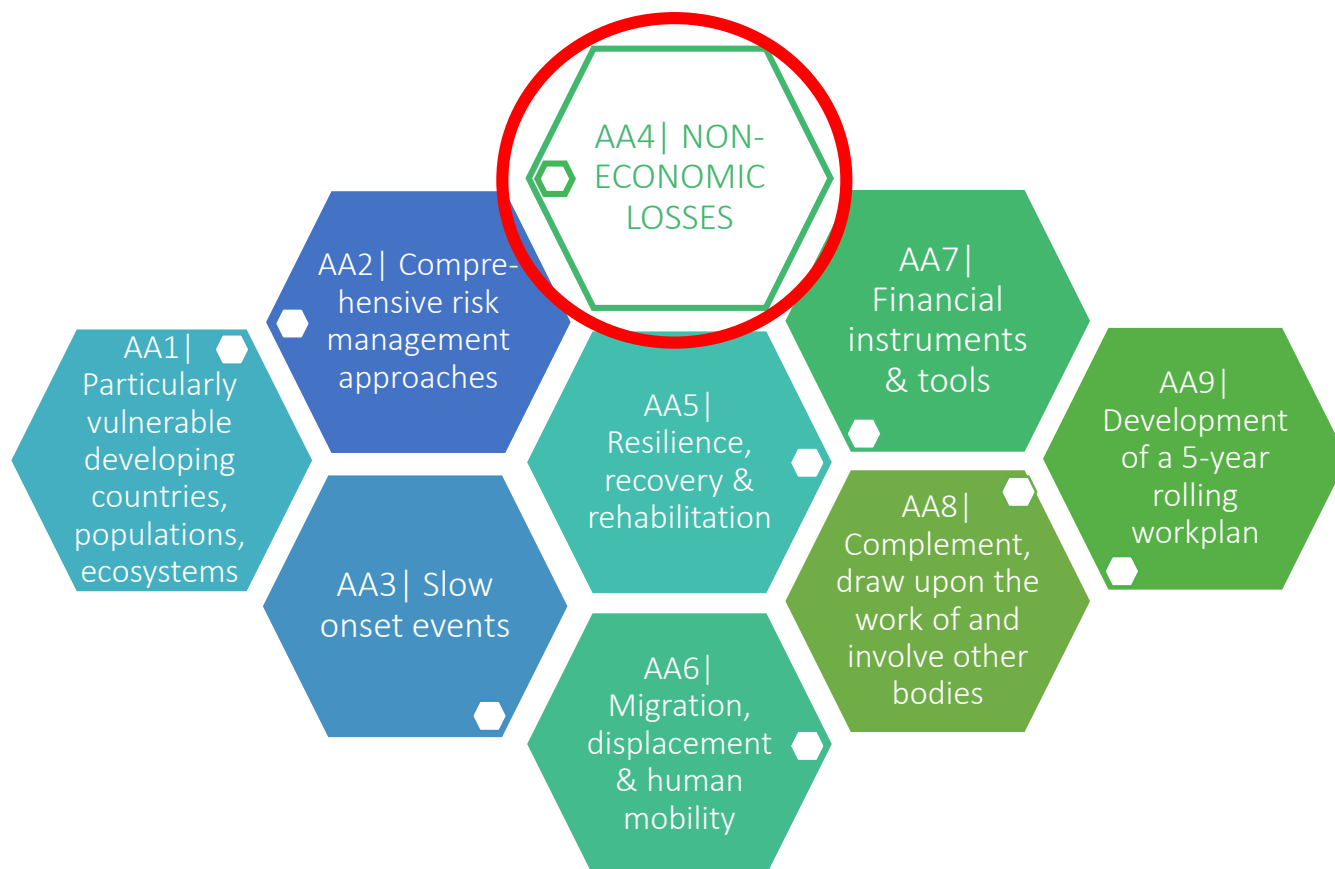 AA1|
Particularly
vulnerable
developing
countries,
populations,
ecosystems
AA2| Compre-
hensive risk
management
approaches
AA3| Slow
onset events
AA4| NON-
ECONOMIC
LOSSES
AA5|
Resilience,
recovery &
rehabilitation
AA6|
Migration,
displacement
& human
mobility
AA7|
Financial
instruments
& tools
AA8|
Complement,
draw upon the
work of and
involve other
bodies
AA9|
Development
of a 5-year
rolling
workplan